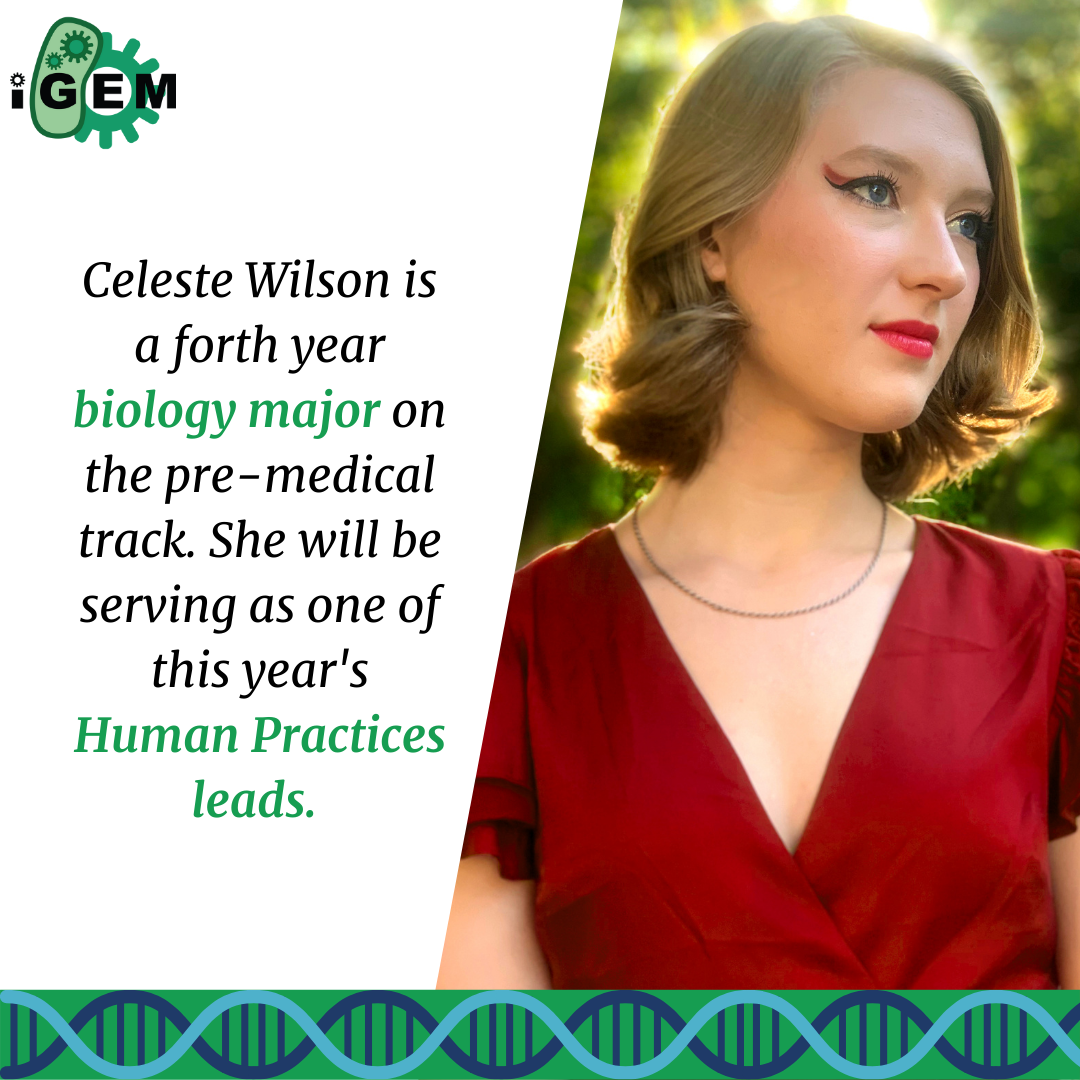 iGEM
Celeste Wilson is
a forth year
biology major on
the pre-medical
track. She will be
serving as one of
this year's
Human Practices
leads.